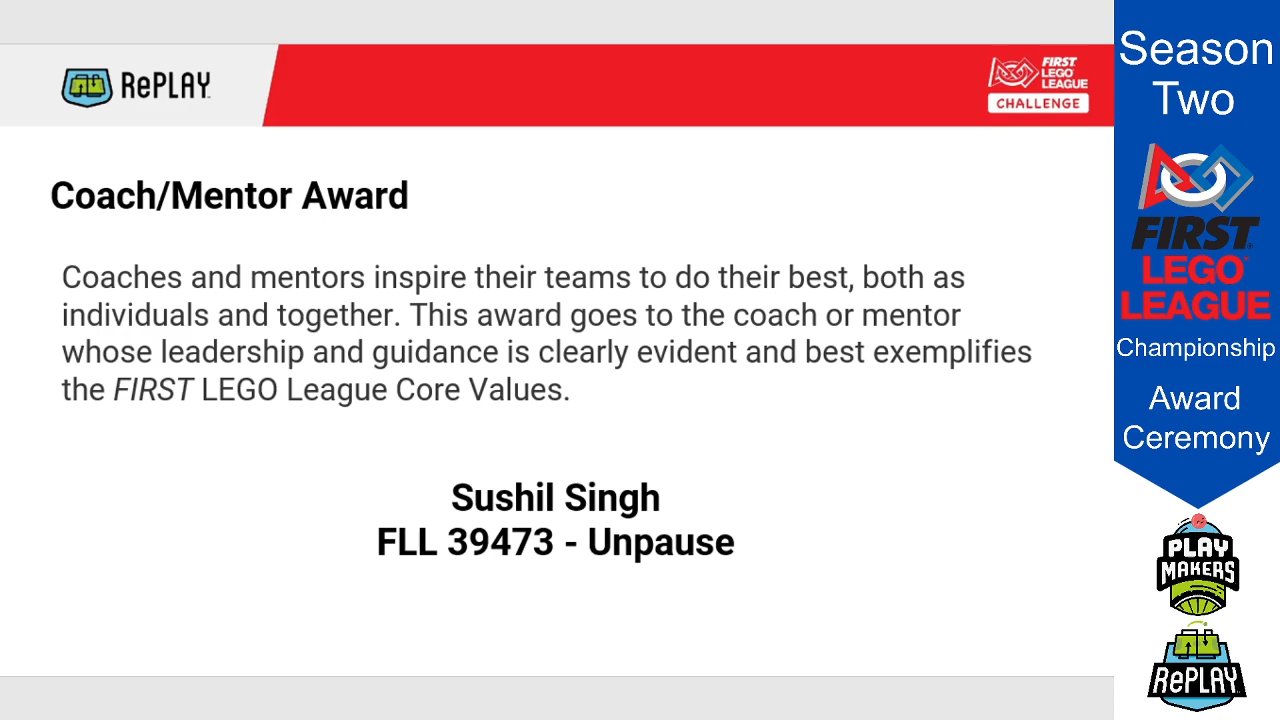 RePLAY
FIRST
LEGO
LEAGUE
CHALLENGE
Coach/Mentor Award
Coaches and mentors inspire their teams to do their best, both as
individuals and together. This award goes to the coach or mentor
whose leadership and guidance is clearly evident and best exemplifies
the FIRST LEGO League Core Values.
Sushil Singh
FLL 39473 - Unpause
Season
Two
FIRST
LEGO
LEAGUE
Championship
Award
Ceremony
PLAY
MAKERS
RePLAY